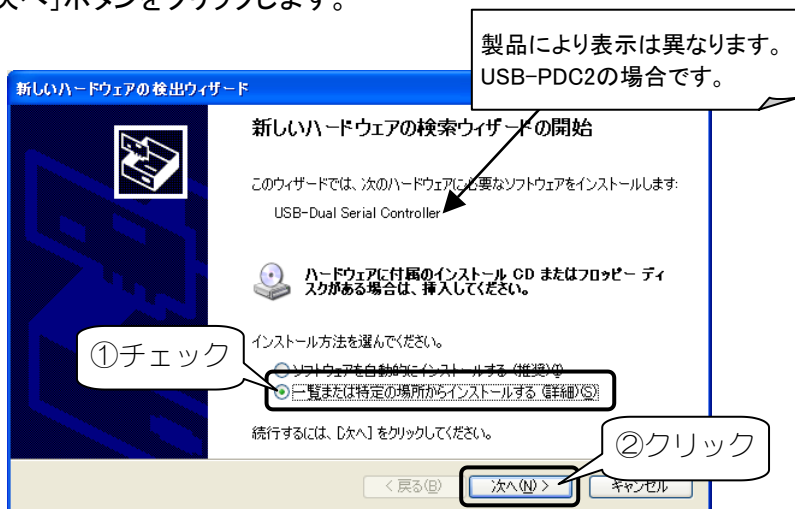 次へ］ボタンをクリックします。
製品により表示は異なります。
USB-PDC2の場合です。
新しいハードウェアの検出ウィザード
新しいハードウェアの検索ウィザードの開始
このウィザードでは、次のハードウェアに必要なソフトウェアをインストールします:
USB-Dual Serial Controller
ハードウェアに付属のインストール CD またはフロッピー ディ
スクがある場合は、挿入してください。
インストール方法を選んでください。
①チェック
ソフトウェアを自動的にインストールする (推奨)(I)
一覧または特定の場所からインストールする (詳細)(S)
続行するには、[次へ] をクリックしてください。
②クリック
< 戻る(B)
次へ(N) >
キャンセル